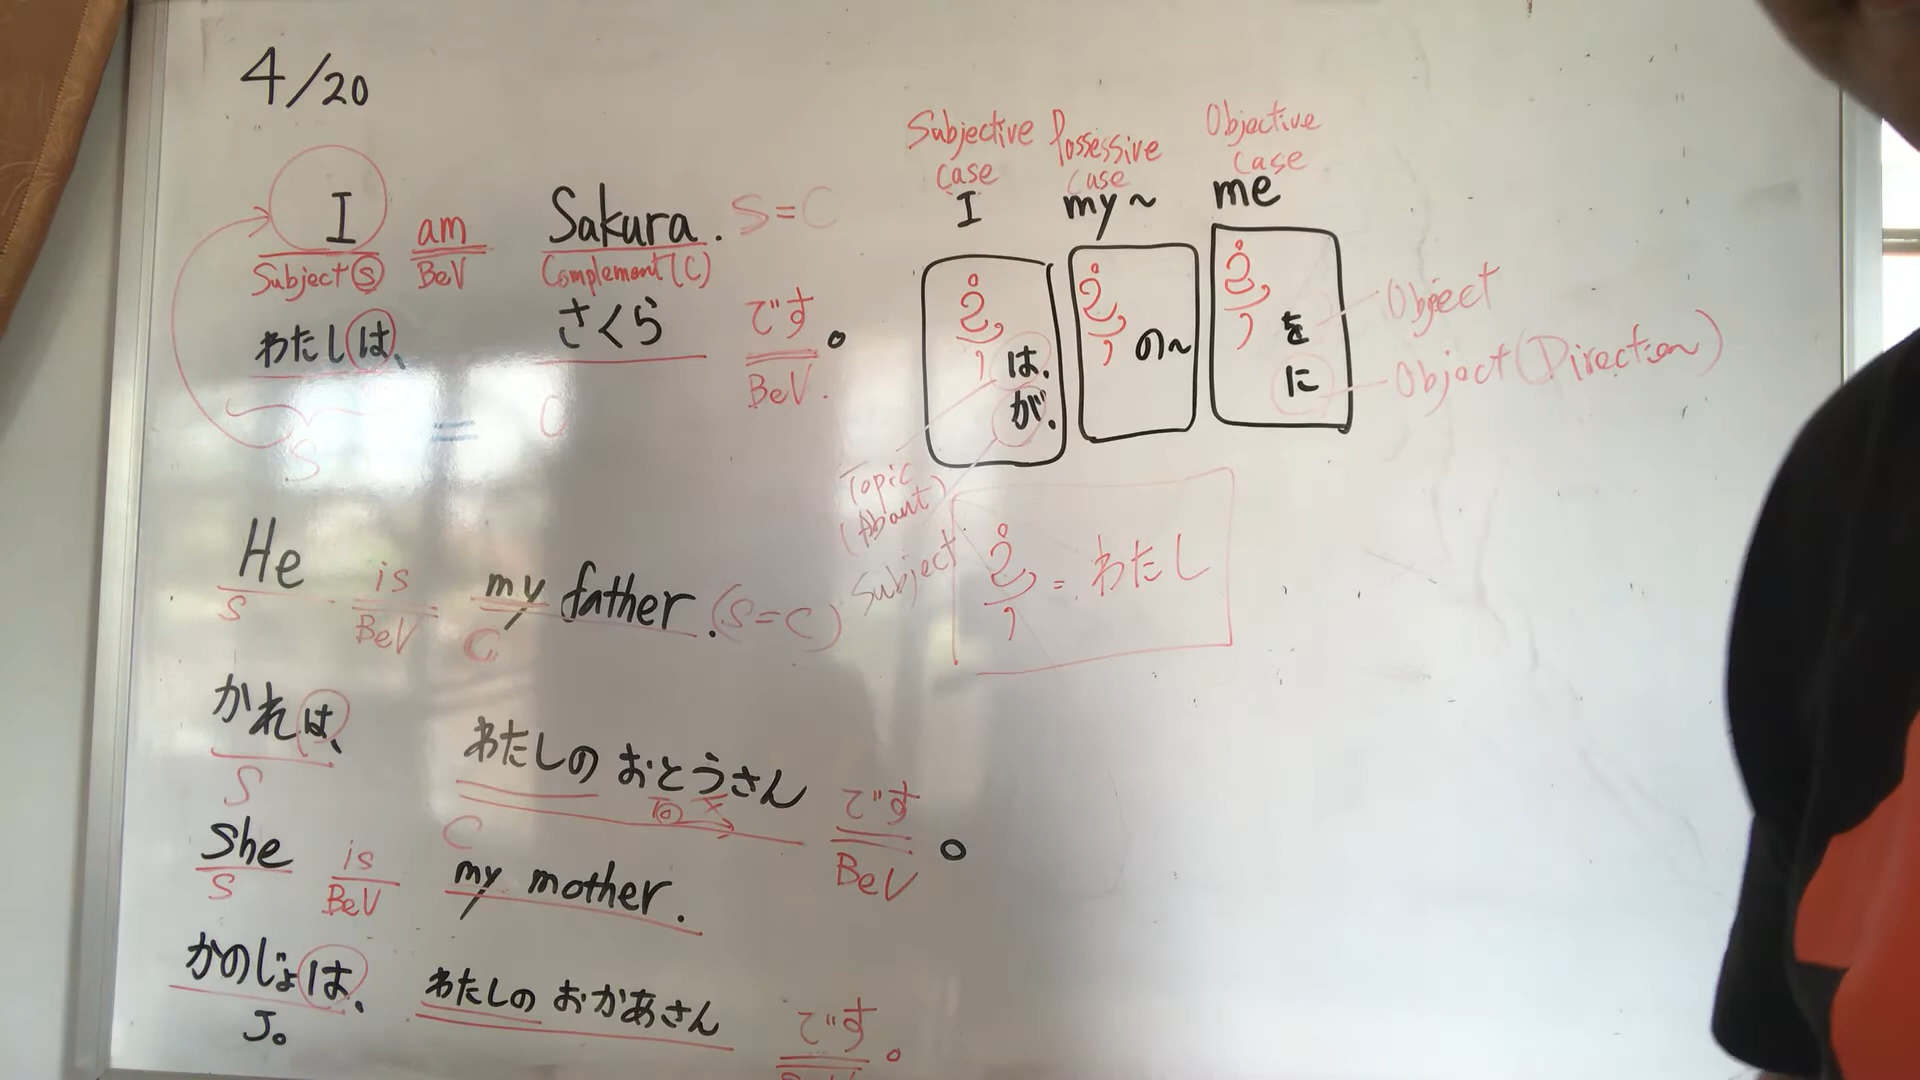 4/20
I am Sakura. S=C
Subject(S) BeV Complement(C)
わたしは、 さくら です。
BeV.
S = C
He is my father. (S=C)
S BeV C
かれは、 わたしの おとうさん です。
S C BeV
She is my mother.
S BeV
かのじょは、 わたしの おかあさん です。
J。
Subjective case Possessive case Objective case
I my~ me
は、
が、
の~
を
に
Object
Object (Direction)
Topic
(About)
Subject
= わたし